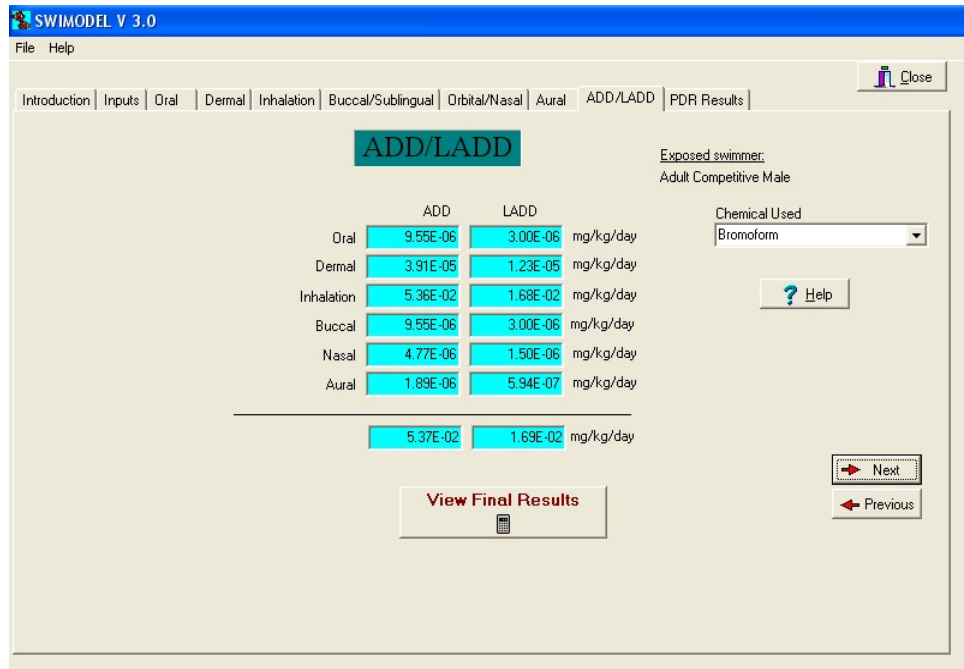 SWIMODEL V 3.0
File Help
Close
Introduction Inputs Oral Dermal Inhalation Buccal/Sublingual Orbital/Nasal Aural ADD/LADD PDR Results
ADD/LADD
Exposed swimmer:
Adult Competitive Male
ADD LADD
Chemical Used
Oral 9.55E-06 3.00E-06 mg/kg/day
Bromoform
Dermal 3.91E-05 1.23E-05 mg/kg/day
Inhalation 5.36E-02 1.68E-02 mg/kg/day
? Help
Buccal 9.55E-06 3.00E-06 mg/kg/day
Nasal 4.77E-06 1.50E-06 mg/kg/day
Aural 1.89E-06 5.94E-07 mg/kg/day
5.37E-02 1.69E-02 mg/kg/day
Next
View Final Results
Previous